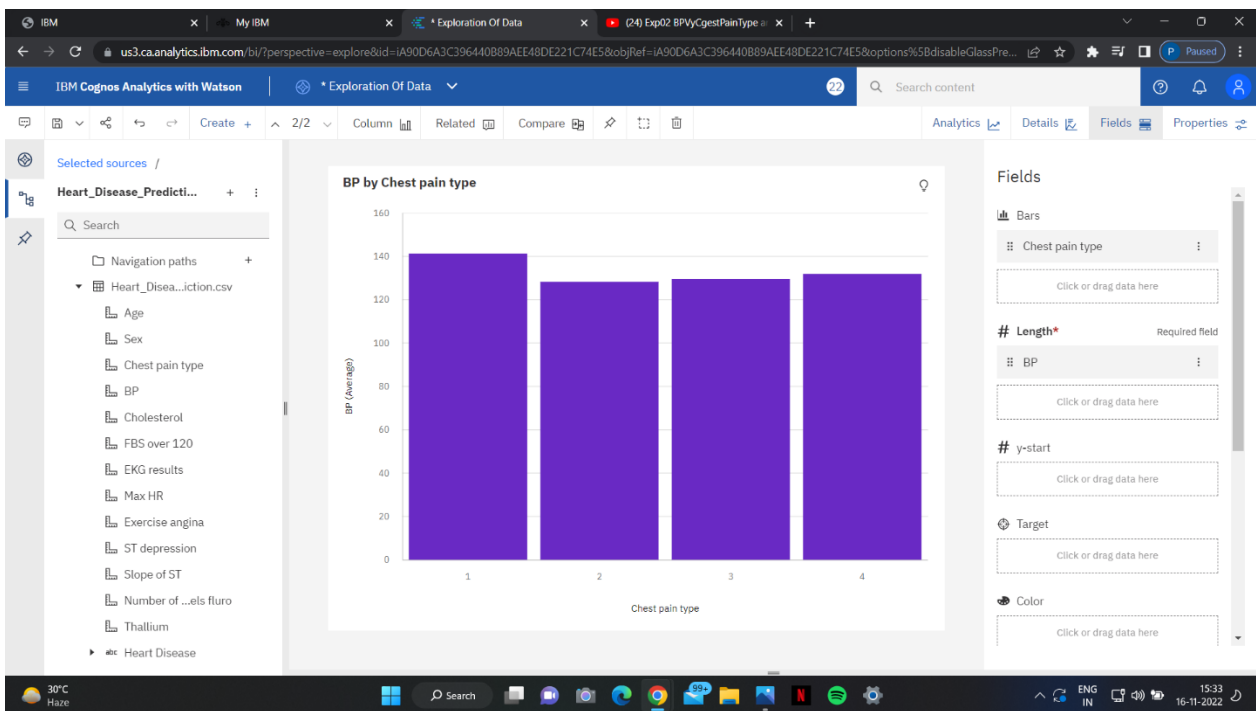 IBM
My IBM
* Exploration Of Data
(24) Exp02 BPVyCgestPainType a
us3.ca.analytics.ibm.com/bi/?perspective=explore&id=iA90D6A3C396440B89AEE48DE221C74E5&objRef=iA90D6A3C396440B89AEE48DE221C74E5&options%5BdisableGlassPre...
P Paused
IBM Cognos Analytics with Watson
* Exploration Of Data
22
Search content
Create +
2/2
Column
Related
Compare
Analytics
Details
Fields
Properties
Selected sources /
Heart_Disease_Predicti...
Search
Navigation paths
Heart_Disea...iction.csv
Age
Sex
Chest pain type
BP
Cholesterol
FBS over 120
EKG results
Max HR
Exercise angina
ST depression
Slope of ST
Number of ...els fluro
Thallium
abc Heart Disease
BP by Chest pain type
BP (Average)
160
140
120
100
80
60
40
20
0
1 2 3 4
Chest pain type
Fields
Bars
Chest pain type
Click or drag data here
# Length* Required field
BP
Click or drag data here
# y-start
Click or drag data here
Target
Click or drag data here
Color
Click or drag data here
30°C
Haze
Search
99+
N
ENG
IN
15:33
16-11-2022